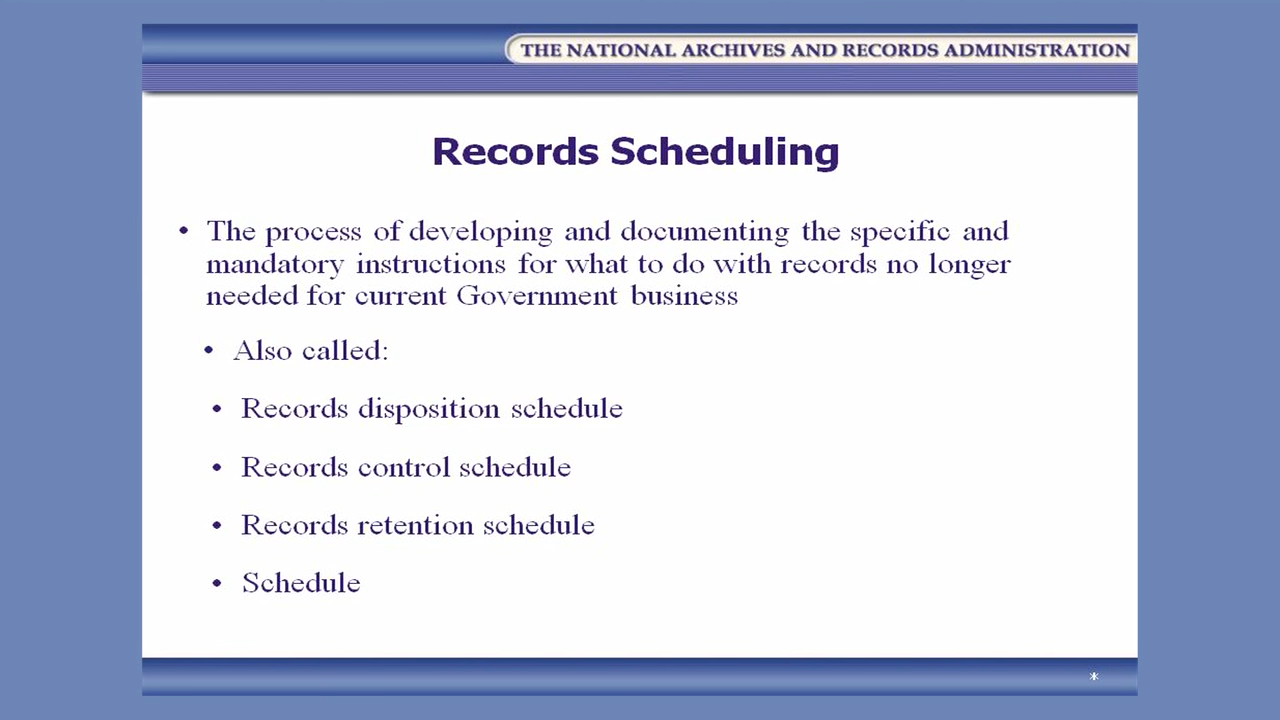 THE NATIONAL ARCHIVES AND RECORDS ADMINISTRATION
Records Scheduling
• The process of developing and documenting the specific and
mandatory instructions for what to do with records no longer
needed for current Government business
• Also called:
• Records disposition schedule
• Records control schedule
• Records retention schedule
• Schedule
*